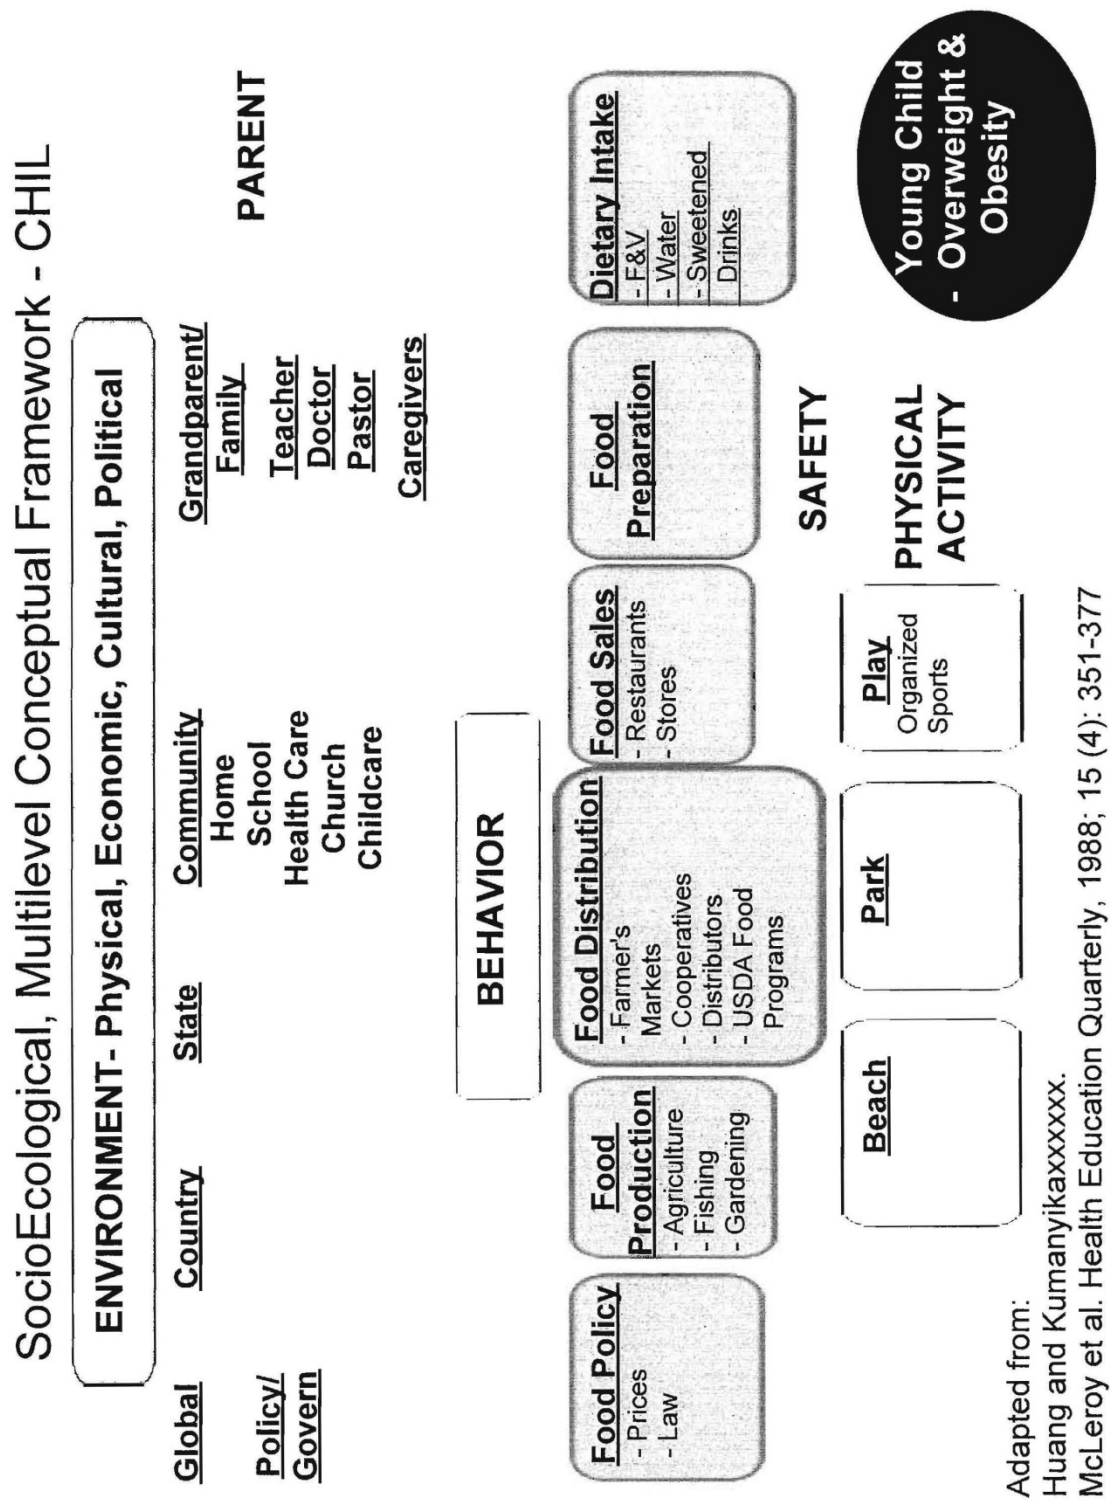 SocioEcological, Multilevel Conceptual Framework - CHIL
ENVIRONMENT- Physical, Economic, Cultural, Political
Global
Country
State
Community
Home
School
Health Care
Church
Childcare
Grandparent/
Family
Teacher
Doctor
Pastor
Caregivers
PARENT
Policy/
Govern
BEHAVIOR
Food Policy
- Prices
- Law
Food
Production
- Agriculture
- Fishing
- Gardening
Food Distribution
- Farmer's
Markets
- Cooperatives
- Distributors
- USDA Food
Programs
Food Sales
- Restaurants
- Stores
Food
Preparation
Dietary Intake
- F&V
- Water
- Sweetened
Drinks
SAFETY
Beach
Park
Play
Organized
Sports
PHYSICAL
ACTIVITY
Young Child
- Overweight &
Obesity
Adapted from:
Huang and Kumanyikaxxxxxx.
McLeroy et al. Health Education Quarterly, 1988; 15 (4): 351-377